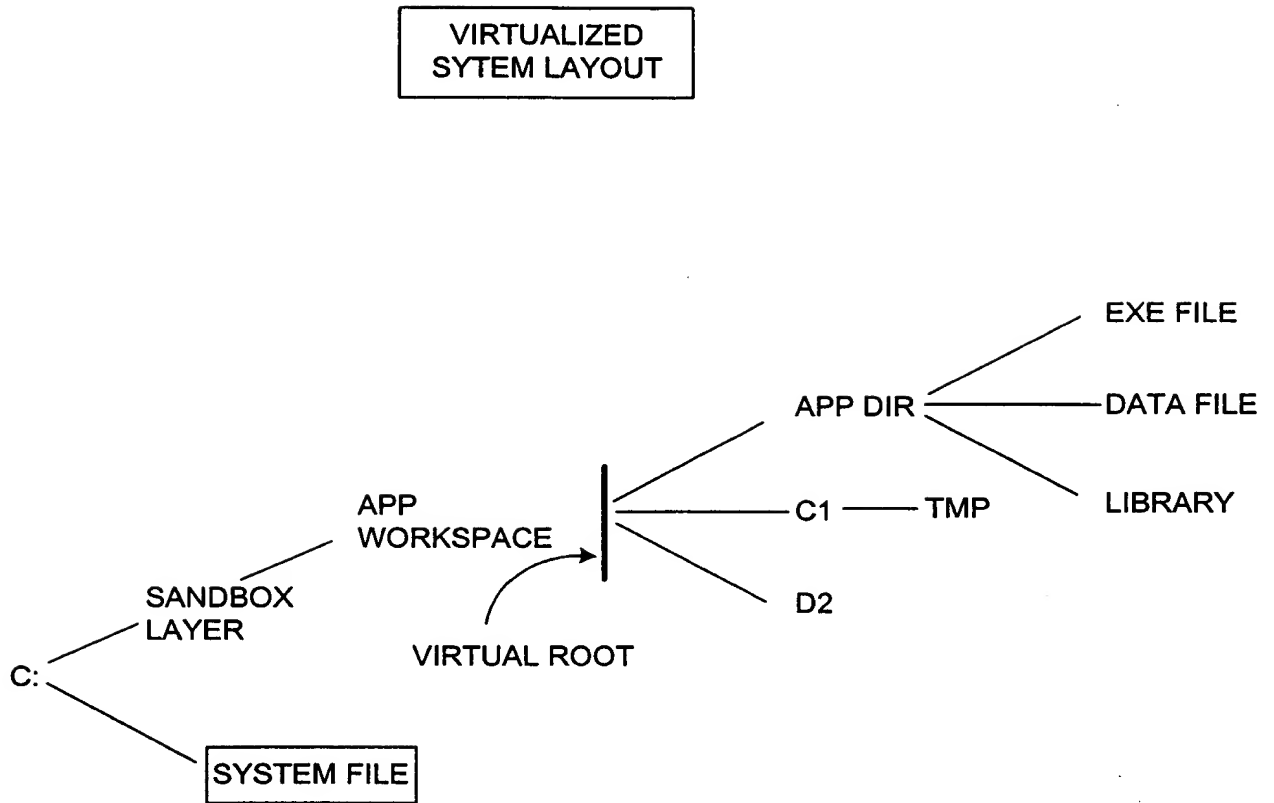 VIRTUALIZED
SYTEM LAYOUT
EXE FILE
APP DIR
DATA FILE
APP
WORKSPACE
C1
TMP
LIBRARY
SANDBOX
LAYER
D2
VIRTUAL ROOT
C:
SYSTEM FILE